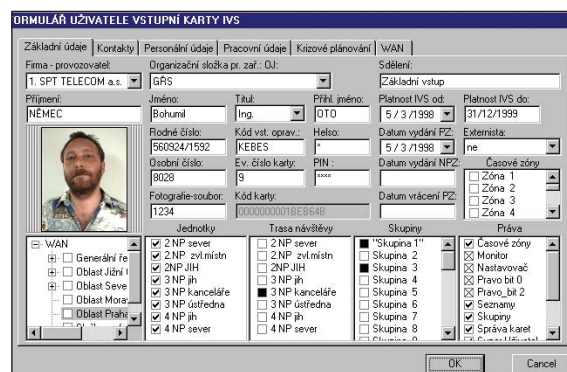 FORMULÁŘ UŽIVATELE VSTUPNÍ KARTY IVS
Základní údaje Kontakty Personální údaje Pracovní údaje Krizové plánování WAN
Firma - provozovatel: Organizační složka pr. zař.: OJ: Sdělení:
1. SPT TELECOM a.s. GŘS Základní vstup
Příjmení: Jméno: Titul: Přihl. jméno: Platnost IVS od: Platnost IVS do:
NĚMEC Bohumil Ing. OTO 5 / 3 /1998 31/12/1999
Rodné číslo: Kód vst. oprav.: Heslo: Datum vydání PZ: Externista:
560924/1592 KEBES * 5 / 3 /1998 ne
Osobní číslo: Ev. číslo karty: PIN : Datum vydání NPZ: Časové zóny
8028 9 **** Zóna 1
Zóna 2
Fotografie-soubor: Kód karty: Datum vrácení PZ: Zóna 3
1234 0000000001BEB64B Zóna 4
Jednotky Trasa návštěvy Skupiny Práva
WAN 2 NP sever 2 NP sever "Skupina 1" Časové zóny
Generální ře 2 NP zvl.místn 2 NP zvl.místn Skupina 2 Monitor
Oblast Jižní 2NP JIH 2NP JIH Skupina 3 Nastavovač
Oblast Seve 3 NP jih 3 NP jih Skupina 4 Pravo bit 0
Oblast Morav 3 NP kanceláře 3 NP kanceláře Skupina 5 Pravo_bit 2
Oblast Praha 3 NP ústředna 3 NP ústředna Skupina 6 Seznamy
4 NP jih 4 NP jih Skupina 7 Skupiny
4 NP sever 4 NP sever Skupina 8 Správa karet
OK Cancel